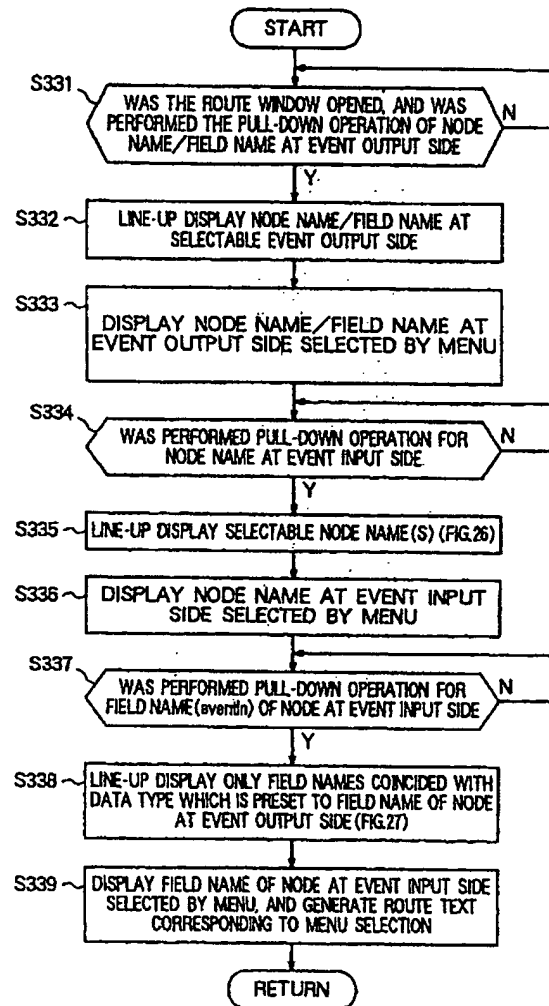 START
S331
WAS THE ROUTE WINDOW OPENED, AND WAS
PERFORMED THE PULL-DOWN OPERATION OF NODE
NAME/FIELD NAME AT EVENT OUTPUT SIDE
N
Y
S332
LINE-UP DISPLAY NODE NAME/FIELD NAME AT
SELECTABLE EVENT OUTPUT SIDE
S333
DISPLAY NODE NAME/FIELD NAME AT
EVENT OUTPUT SIDE SELECTED BY MENU
S334
WAS PERFORMED PULL-DOWN OPERATION FOR
NODE NAME AT EVENT INPUT SIDE
N
Y
S335
LINE-UP DISPLAY SELECTABLE NODE NAME(S) (FIG.26)
S336
DISPLAY NODE NAME AT EVENT INPUT
SIDE SELECTED BY MENU
S337
WAS PERFORMED PULL-DOWN OPERATION FOR
FIELD NAME(eventIn) OF NODE AT EVENT INPUT SIDE
N
Y
S338
LINE-UP DISPLAY ONLY FIELD NAMES COINCIDED WITH
DATA TYPE WHICH IS PRESET TO FIELD NAME OF NODE
AT EVENT OUTPUT SIDE(FIG.27)
S339
DISPLAY FIELD NAME OF NODE AT EVENT INPUT SIDE
SELECTED BY MENU, AND GENERATE ROUTE TEXT
CORRESPONDING TO MENU SELECTION
RETURN